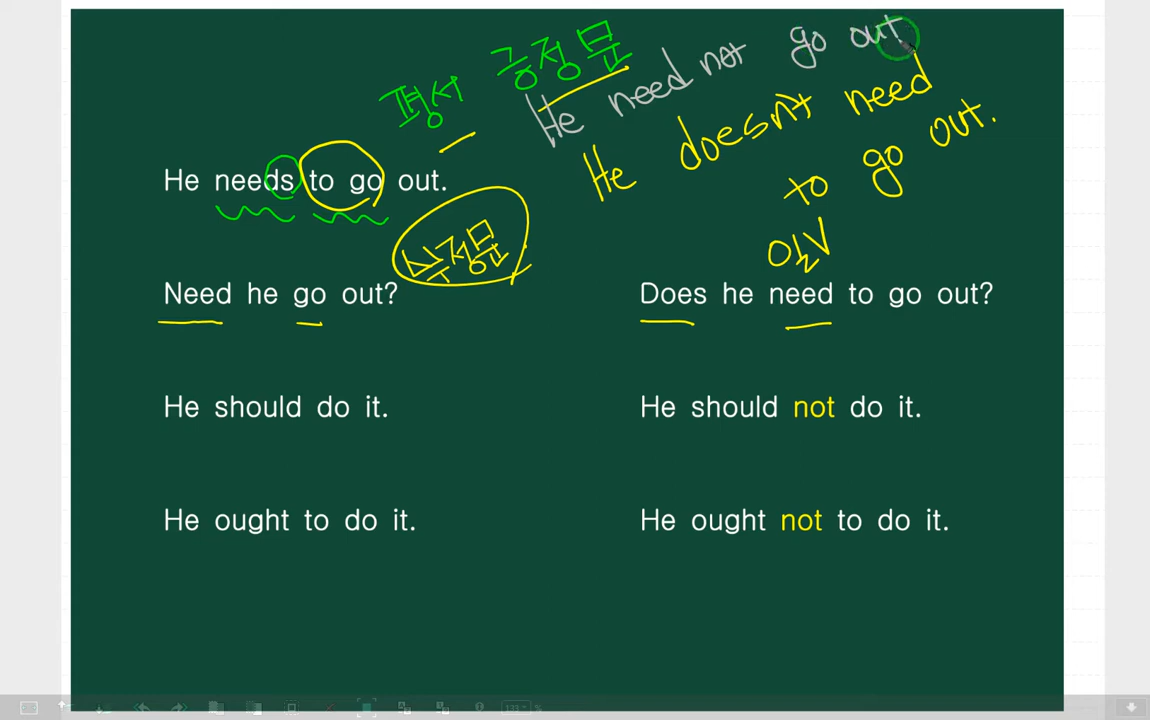 평서 긍정문
He need not go out.
He doesn't need
to go out.
He needs to go out.
부정문
Need he go out?
Does he need to go out?
He should do it.
He should not do it.
He ought to do it.
He ought not to do it.
133 %